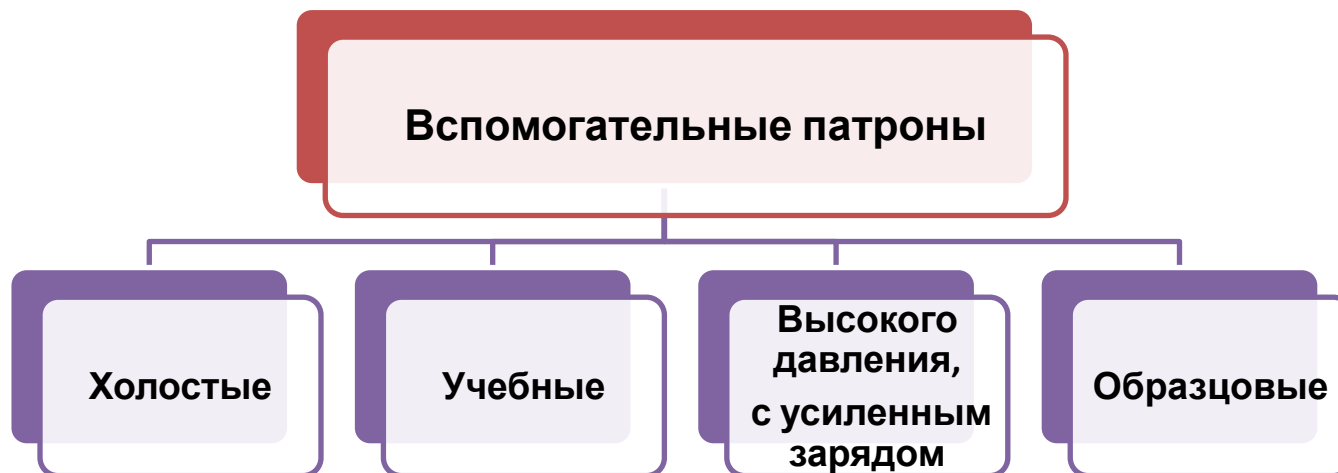 Вспомогательные патроны
Холостые
Учебные
Высокого
давления,
с усиленным
зарядом
Образцовые